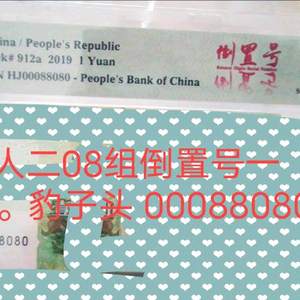 ina / People's Republic
k# 912a 2019 1 Yuan
N HJ00088080 - People's Bank of China
倒置号
人二08组倒置号一
。豹子头 00088080
8080